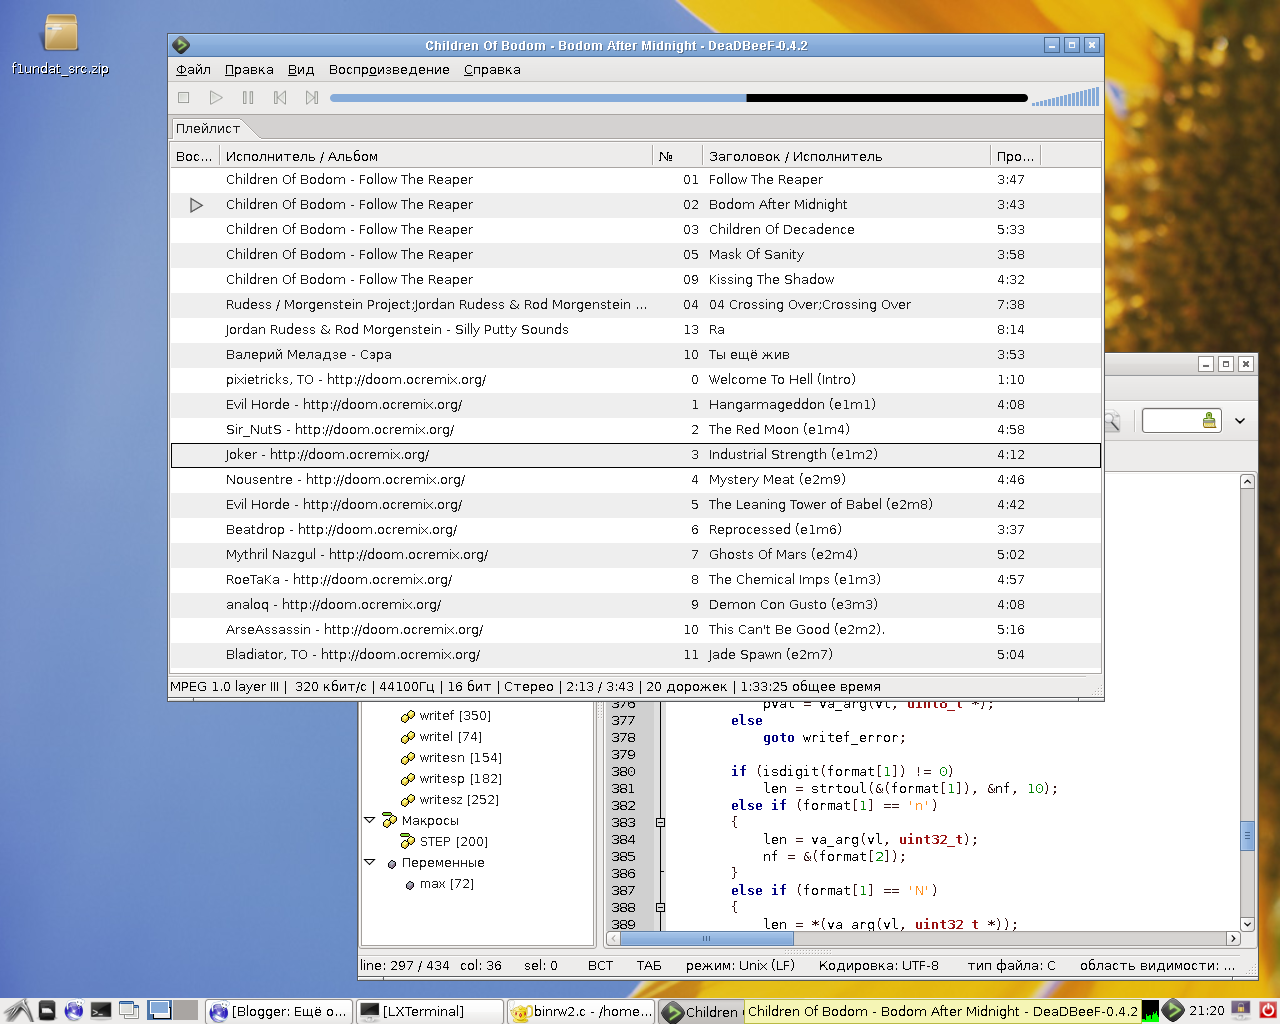 f1undat_src.zip
Children Of Bodom - Bodom After Midnight - DeaDBeeF-0.4.2
Файл Правка Вид Воспроизведение Справка
Плейлист
Вос... Исполнитель / Альбом № Заголовок / Исполнитель Про...
Children Of Bodom - Follow The Reaper 01 Follow The Reaper 3:47
Children Of Bodom - Follow The Reaper 02 Bodom After Midnight 3:43
Children Of Bodom - Follow The Reaper 03 Children Of Decadence 5:33
Children Of Bodom - Follow The Reaper 05 Mask Of Sanity 3:58
Children Of Bodom - Follow The Reaper 09 Kissing The Shadow 4:32
Rudess / Morgenstein Project;Jordan Rudess & Rod Morgenstein ... 04 04 Crossing Over;Crossing Over 7:38
Jordan Rudess & Rod Morgenstein - Silly Putty Sounds 13 Ra 8:14
Валерий Меладзе - Сэра 10 Ты ещё жив 3:53
pixietricks, TO - http://doom.ocremix.org/ 0 Welcome To Hell (Intro) 1:10
Evil Horde - http://doom.ocremix.org/ 1 Hangarmageddon (e1m1) 4:08
Sir_NutS - http://doom.ocremix.org/ 2 The Red Moon (e1m4) 4:58
Joker - http://doom.ocremix.org/ 3 Industrial Strength (e1m2) 4:12
Nousentre - http://doom.ocremix.org/ 4 Mystery Meat (e2m9) 4:46
Evil Horde - http://doom.ocremix.org/ 5 The Leaning Tower of Babel (e2m8) 4:42
Beatdrop - http://doom.ocremix.org/ 6 Reprocessed (e1m6) 3:37
Mythril Nazgul - http://doom.ocremix.org/ 7 Ghosts Of Mars (e2m4) 5:02
RoeTaKa - http://doom.ocremix.org/ 8 The Chemical Imps (e1m3) 4:57
analoq - http://doom.ocremix.org/ 9 Demon Con Gusto (e3m3) 4:08
ArseAssassin - http://doom.ocremix.org/ 10 This Can't Be Good (e2m2). 5:16
Bladiator, TO - http://doom.ocremix.org/ 11 Jade Spawn (e2m7) 5:04
MPEG 1.0 layer III | 320 кбит/с | 44100Гц | 16 бит | Стерео | 2:13 / 3:43 | 20 дорожек | 1:33:25 общее время
writef [350]
writel [74]
writesn [154]
writesp [182]
writesz [252]
Макросы
STEP [200]
Переменные
max [72]
376 pval = va_arg(vl, uint8_t *);
377 else
378 goto writef_error;
379
380 if (isdigit(format[1]) != 0)
381 len = strtoul(&(format[1]), &nf, 10);
382 else if (format[1] == 'n')
383 {
384 len = va_arg(vl, uint32_t);
385 nf = &(format[2]);
386 }
387 else if (format[1] == 'N')
388 {
389 len = *(va_arg(vl, uint32_t *));
line: 297 / 434 col: 36 sel: 0 ВСТ ТАБ режим: Unix (LF) Кодировка: UTF-8 тип файла: C область видимости: ...
[Blogger: Ещё о... [LXTerminal] binrw2.c - /home... Children Children Of Bodom - Bodom After Midnight - DeaDBeeF-0.4.2 21:20